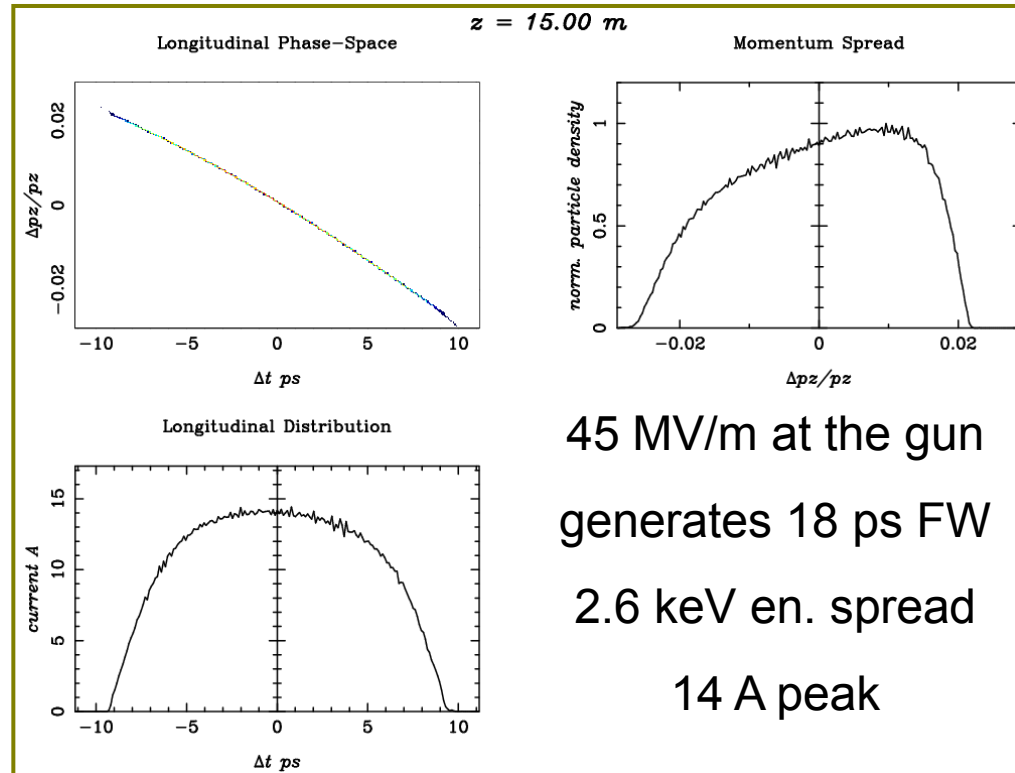 z = 15.00 m
Longitudinal Phase-Space
0.02
0
-0.02
Δpz/pz
-10 -5 0 5 10
Δt ps
Momentum Spread
1
0.5
0
norm. particle density
-0.02 0 0.02
Δpz/pz
Longitudinal Distribution
15
10
5
0
current A
-10 -5 0 5 10
Δt ps
45 MV/m at the gun
generates 18 ps FW
2.6 keV en. spread
14 A peak